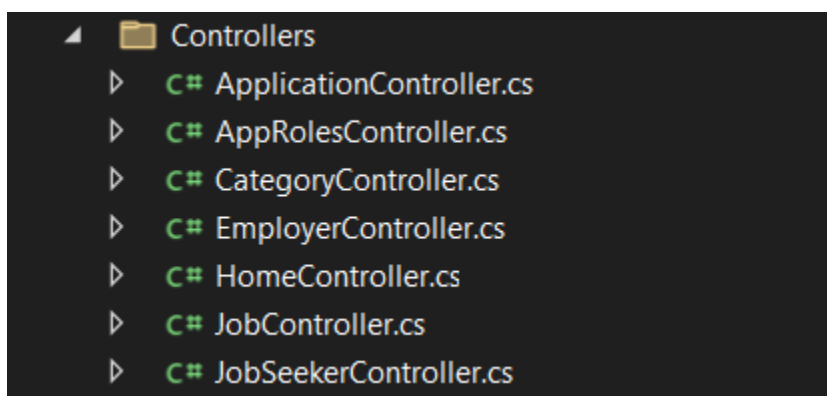 Controllers
C# ApplicationController.cs
C# AppRolesController.cs
C# CategoryController.cs
C# EmployerController.cs
C# HomeController.cs
C# JobController.cs
C# JobSeekerController.cs